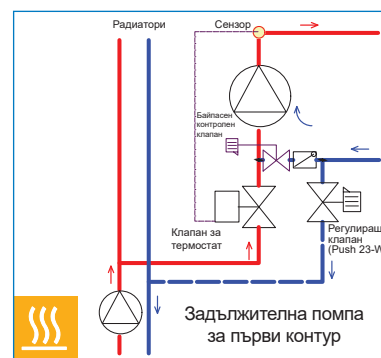 Радиатори
Сензор
Байпасен
контролен
клапан
Клапан за
термостат
Регулиращ
клапан
(Push 23-W
Задължителна помпа
за първи контур